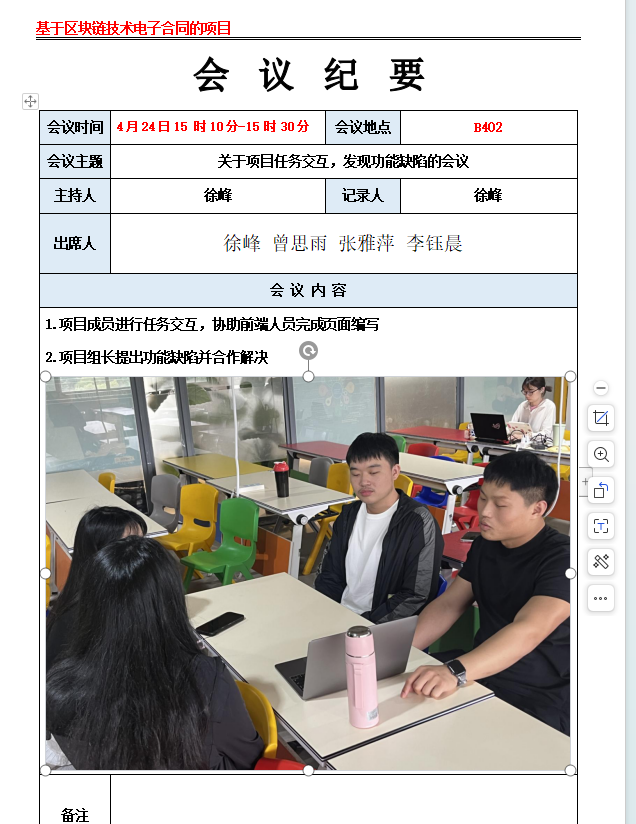 基于区块链技术电子合同的项目
会 议 纪 要
会议时间 4月24日15 时10分-15 时30分 会议地点 B402
会议主题 关于项目任务交互，发现功能缺陷的会议
主持人 徐峰 记录人 徐峰
出席人 徐峰 曾思雨 张雅萍 李钰晨
会 议 内 容
1.项目成员进行任务交互，协助前端人员完成页面编写
2.项目组长提出功能缺陷并合作解决
备注